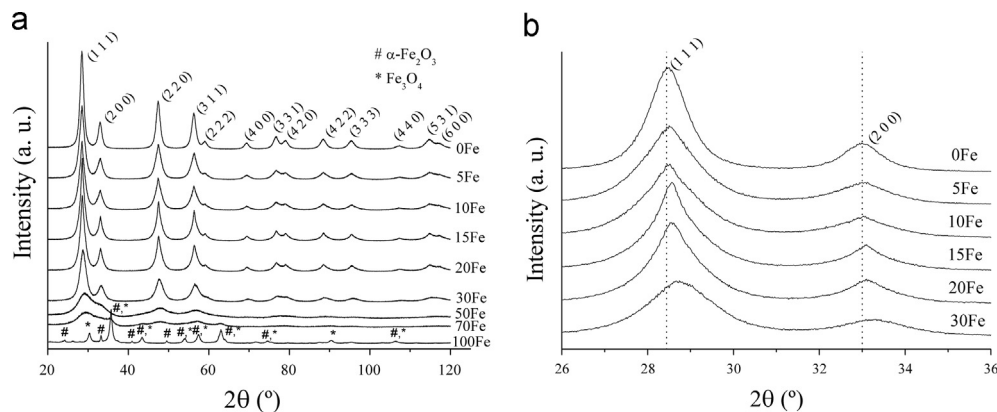 a
# α-Fe₂O₃
* Fe₃O₄
(1 1 1)
(2 0 0)
(2 2 0)
(3 1 1)
(2 2 2)
(4 0 0)
(3 3 1)
(4 2 0)
(4 2 2)
(3 3 3)
(4 4 0)
(5 3 1)
(6 0 0)
0Fe
5Fe
10Fe
15Fe
20Fe
30Fe
50Fe
70Fe
100Fe
#,*
# * # # #,* # #,* #,* #,* #,* * #,*
Intensity (a. u.)
20 40 60 80 100 120
2θ (º)
b
(1 1 1)
(2 0 0)
0Fe
5Fe
10Fe
15Fe
20Fe
30Fe
Intensity (a. u.)
26 28 30 32 34 36
2θ (º)